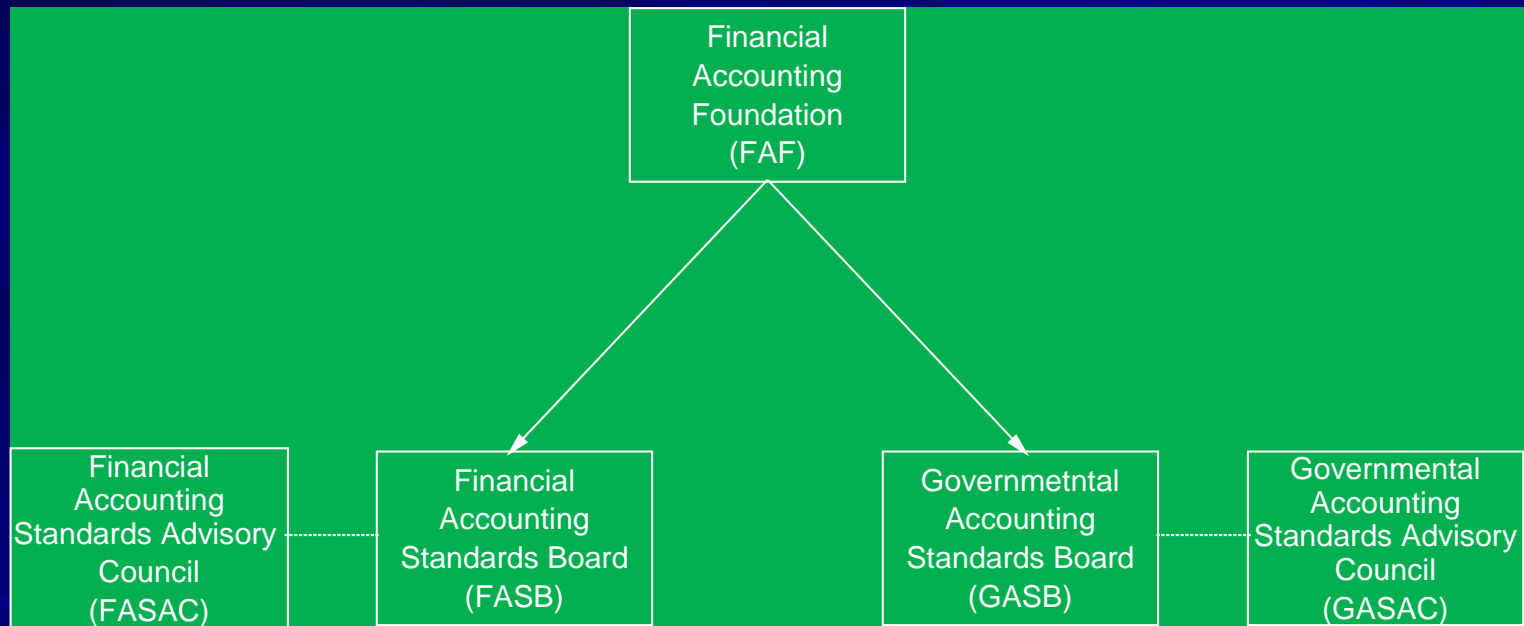 Financial
Accounting
Foundation
(FAF)
Financial
Accounting
Standards Advisory
Council
(FASAC)
Financial
Accounting
Standards Board
(FASB)
Governmetntal
Accounting
Standards Board
(GASB)
Governmental
Accounting
Standards Advisory
Council
(GASAC)